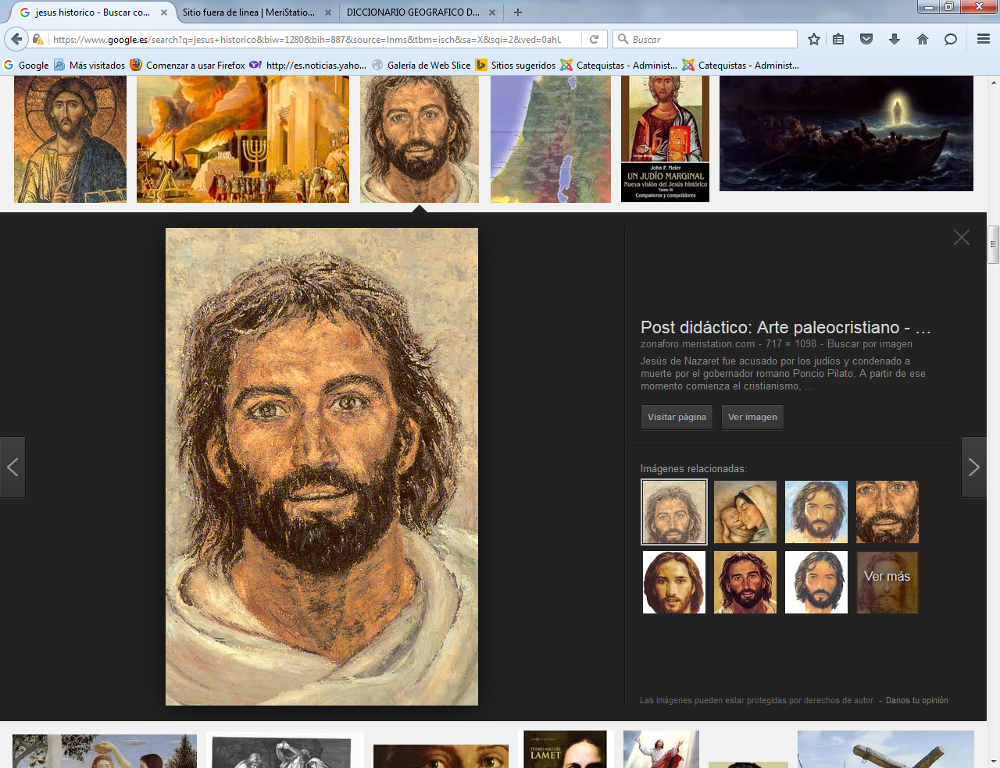 jesus historico - Buscar co...
Sitio fuera de linea | MeriStatio...
DICCIONARIO GEOGRAFICO D...
https://www.google.es/search?q=jesus+historico&biw=1280&bih=887&source=lnms&tbm=isch&sa=X&sqi=2&ved=0ahU
Buscar
Google
Más visitados
Comenzar a usar Firefox
http://es.noticias.yaho...
Galería de Web Slice
Sitios sugeridos
Catequistas - Administ...
Catequistas - Administ...
John P. Meier
UN JUDÍO MARGINAL
Nueva visión del Jesús histórico
Tomo III
Compañeros y competidores
Post didáctico: Arte paleocristiano - ...
zonaforo.meristation.com - 717 × 1098 - Buscar por imagen
Jesús de Nazaret fue acusado por los judíos y condenado a
muerte por el gobernador romano Poncio Pilato. A partir de ese
momento comienza el cristianismo, ...
Visitar página
Ver imagen
Imágenes relacionadas:
Ver más
Las imágenes pueden estar protegidas por derechos de autor. - Danos tu opinión
PEDRO MIGUEL
LAMET